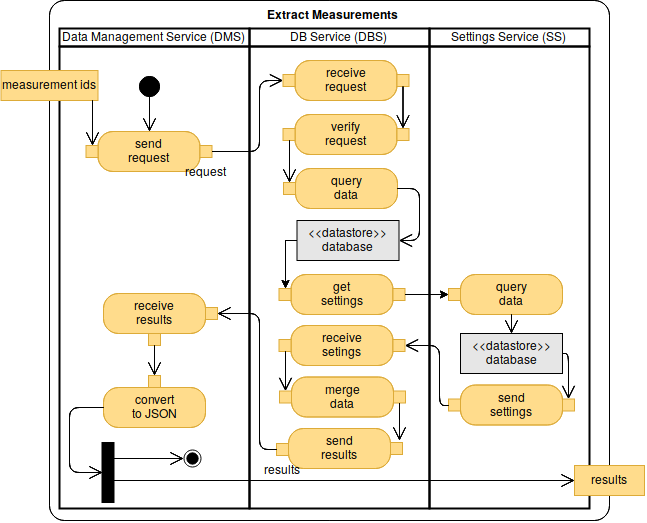 Extract Measurements
Data Management Service (DMS)
DB Service (DBS)
Settings Service (SS)
measurement ids
send
request
request
receive
request
verify
request
query
data
<<datastore>>
database
get
settings
query
data
<<datastore>>
database
send
settings
receive
setings
merge
data
send
results
results
receive
results
convert
to JSON
results